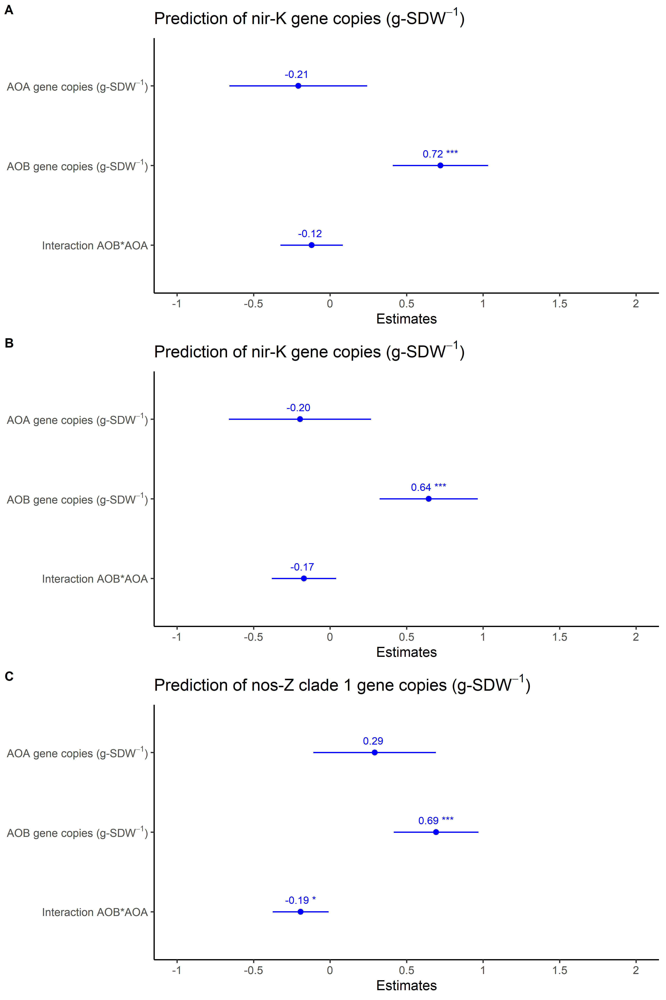 A
Prediction of nir-K gene copies (g-SDW⁻¹)
-0.21
AOA gene copies (g-SDW⁻¹)
0.72 ***
AOB gene copies (g-SDW⁻¹)
-0.12
Interaction AOB*AOA
-1 -0.5 0 0.5 1 1.5 2
Estimates
B
Prediction of nir-K gene copies (g-SDW⁻¹)
-0.20
AOA gene copies (g-SDW⁻¹)
0.64 ***
AOB gene copies (g-SDW⁻¹)
-0.17
Interaction AOB*AOA
-1 -0.5 0 0.5 1 1.5 2
Estimates
C
Prediction of nos-Z clade 1 gene copies (g-SDW⁻¹)
0.29
AOA gene copies (g-SDW⁻¹)
0.69 ***
AOB gene copies (g-SDW⁻¹)
-0.19 *
Interaction AOB*AOA
-1 -0.5 0 0.5 1 1.5 2
Estimates